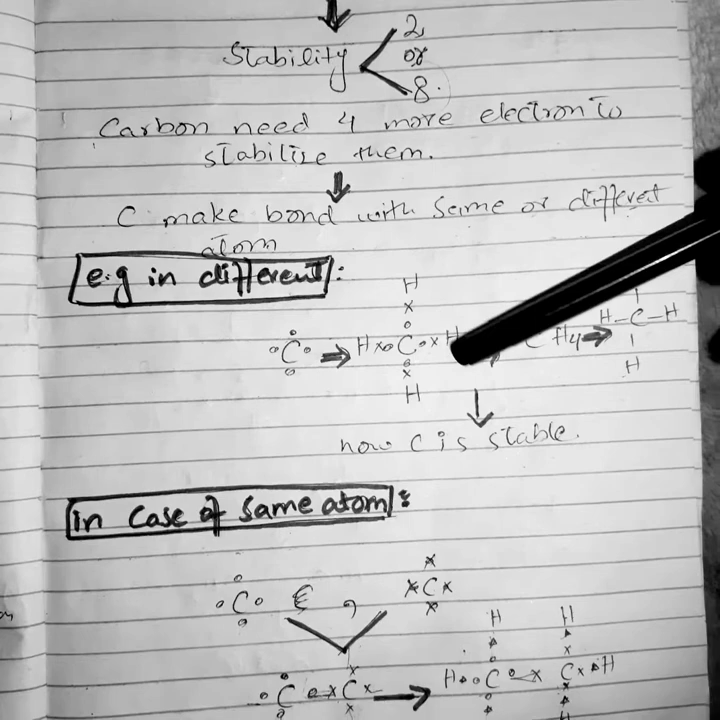 Stability 2
or
8.
Carbon need 4 more electron to
stabilize them.
C make bond with same or different
atom
e.g in different:
H
x
o
C H x o C o x H C H4 H-C-H
o
x
H H
now C is stable.
in case of same atom:
C , x C x
H H
C o x C x H C o x C x H